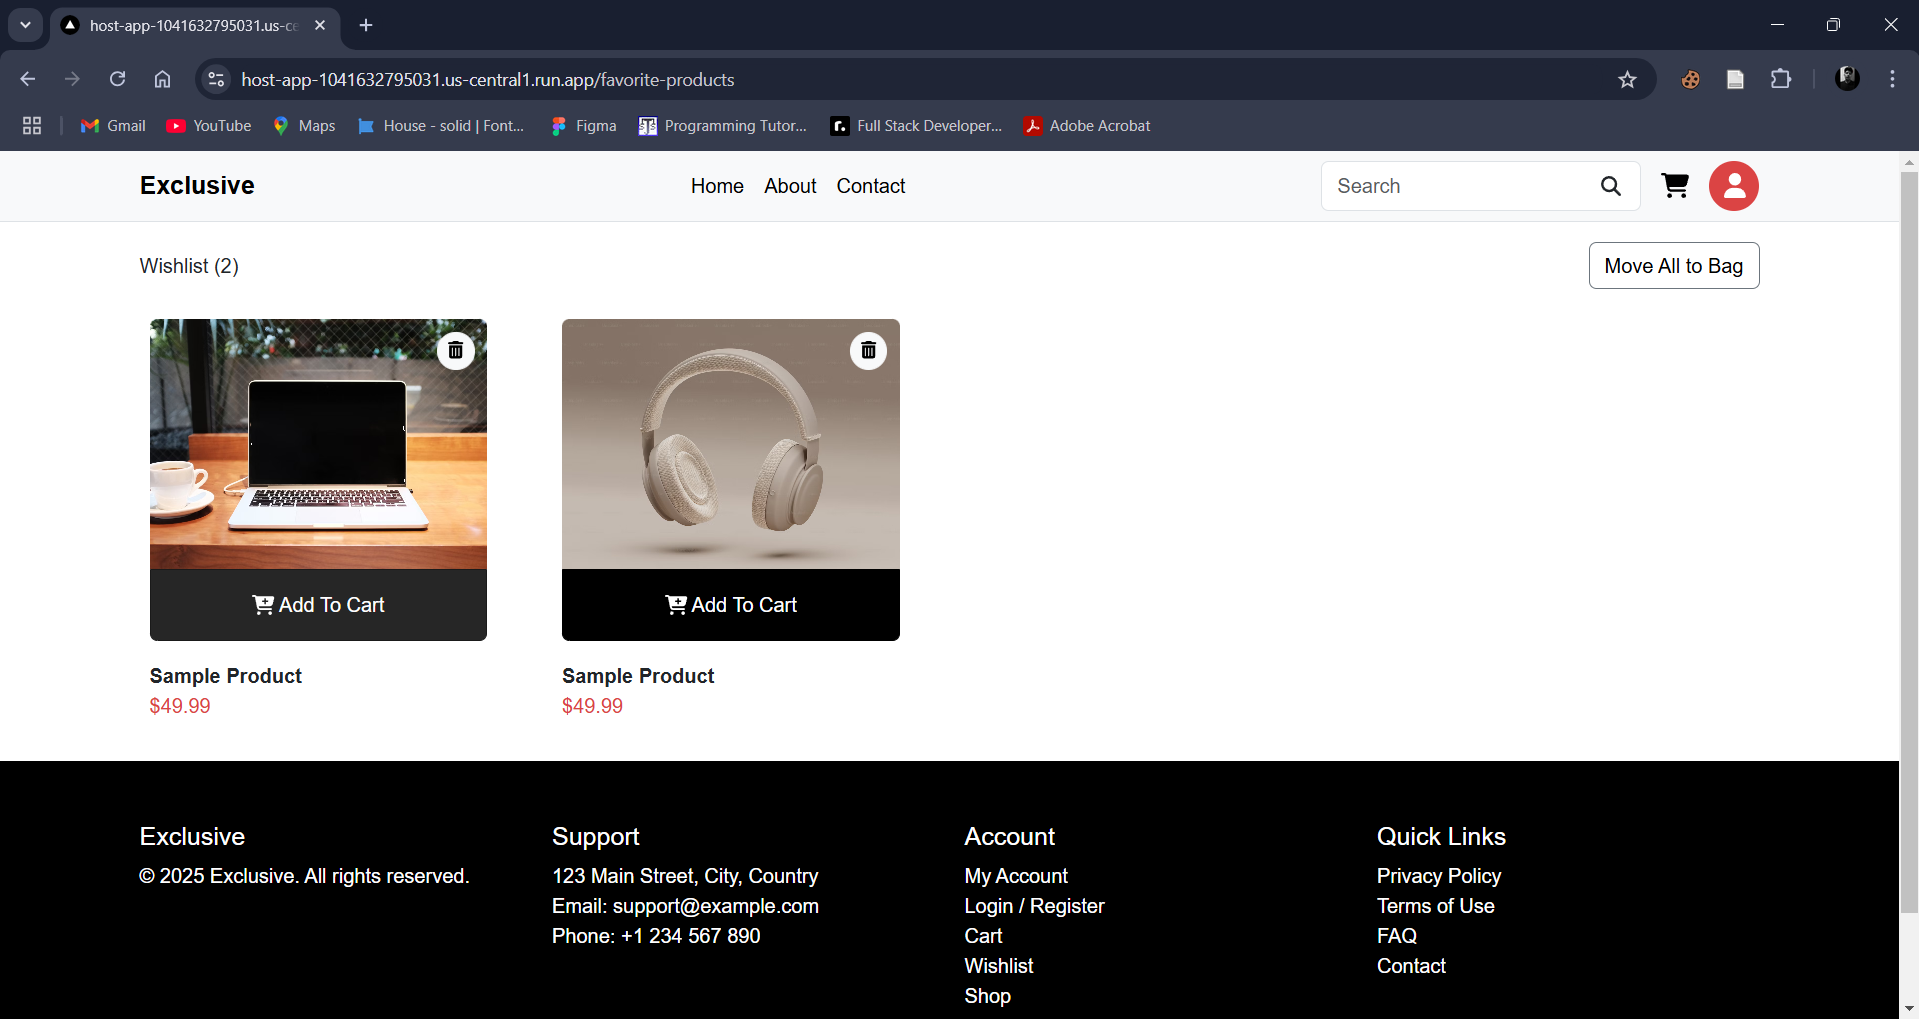 host-app-1041632795031.us-ce
host-app-1041632795031.us-central1.run.app/favorite-products
Gmail
YouTube
Maps
House - solid | Font...
Figma
Programming Tutor...
Full Stack Developer...
Adobe Acrobat
Exclusive
Home About Contact
Search
Wishlist (2)
Move All to Bag
Add To Cart
Add To Cart
Sample Product
$49.99
Sample Product
$49.99
Exclusive
© 2025 Exclusive. All rights reserved.
Support
123 Main Street, City, Country
Email: support@example.com
Phone: +1 234 567 890
Account
My Account
Login / Register
Cart
Wishlist
Shop
Quick Links
Privacy Policy
Terms of Use
FAQ
Contact